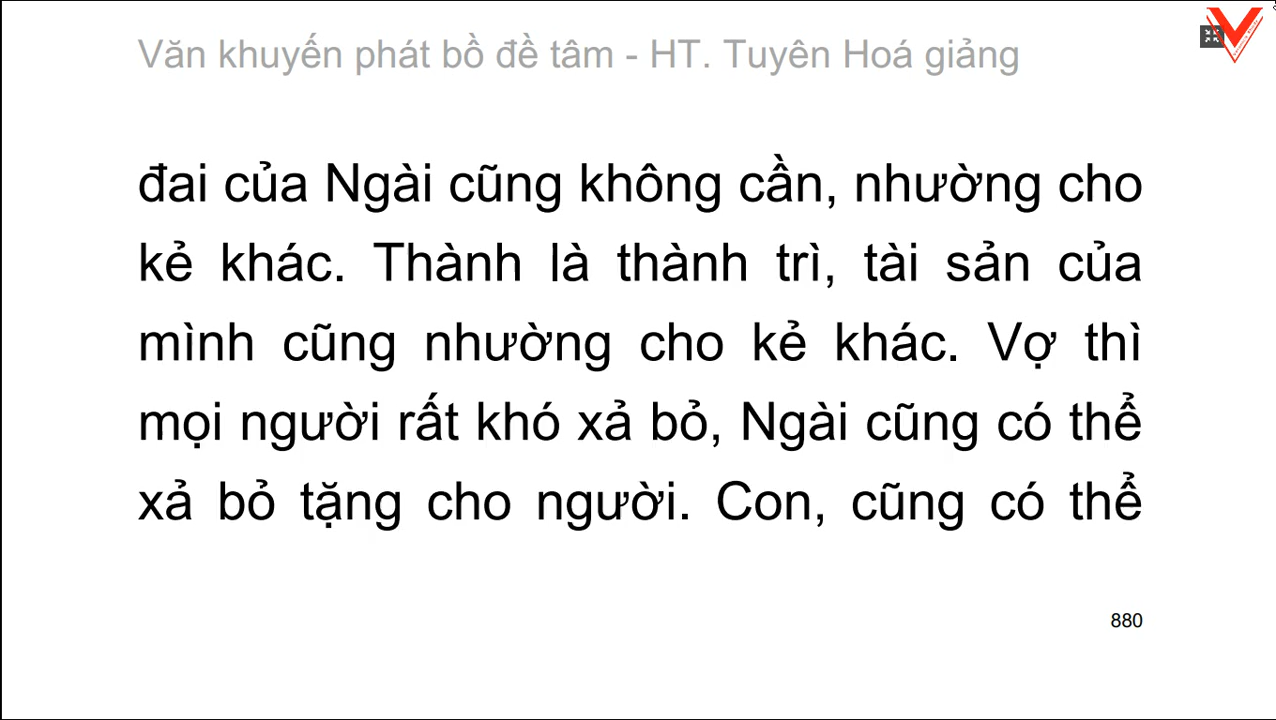 Văn khuyến phát bồ đề tâm - HT. Tuyên Hoá giảng
đai của Ngài cũng không cần, nhường cho
kẻ khác. Thành là thành trì, tài sản của
mình cũng nhường cho kẻ khác. Vợ thì
mọi người rất khó xả bỏ, Ngài cũng có thể
xả bỏ tặng cho người. Con, cũng có thể
880